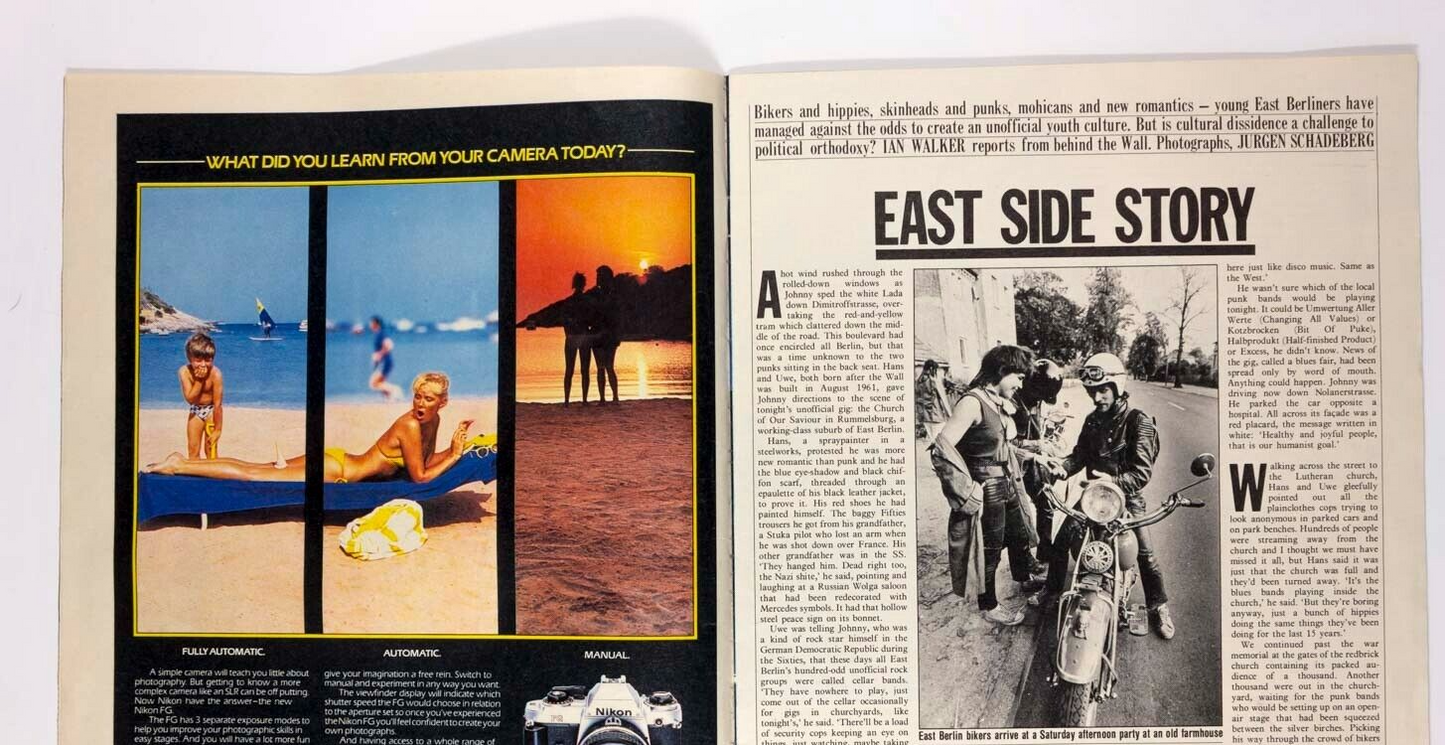 WHAT DID YOU LEARN FROM YOUR CAMERA TODAY?
FULLY AUTOMATIC.
A simple camera will teach you little about
photography. But getting to know a more
complex camera like an SLR can be off putting.
Now Nikon have the answer—the new
Nikon FG.
The FG has 3 separate exposure modes to
help you improve your photographic skills in
easy stages. And you will have a lot more fun
AUTOMATIC.
give your imagination a free rein. Switch to
manual and experiment in any way you want.
The viewfinder display will indicate which
shutter speed the FG would choose in relation
to the aperture set so once you've experienced
the Nikon FG you'll feel confident to create your
own photographs.
And having access to a whole range of
MANUAL.
Nikon
FG
Bikers and hippies, skinheads and punks, mohicans and new romantics — young East Berliners have
managed against the odds to create an unofficial youth culture. But is cultural dissidence a challenge to
political orthodoxy? IAN WALKER reports from behind the Wall. Photographs, JURGEN SCHADEBERG
EAST SIDE STORY
A hot wind rushed through the
rolled-down windows as
Johnny sped the white Lada
down Dimitroffstrasse, over-
taking the red-and-yellow
tram which clattered down the mid-
dle of the road. This boulevard had
once encircled all Berlin, but that
was a time unknown to the two
punks sitting in the back seat. Hans
and Uwe, both born after the Wall
was built in August 1961, gave
Johnny directions to the scene of
tonight's unofficial gig: the Church
of Our Saviour in Rummelsburg, a
working-class suburb of East Berlin.
Hans, a spraypainter in a
steelworks, protested he was more
new romantic than punk and he had
the blue eye-shadow and black chif-
fon scarf, threaded through an
epaulette of his black leather jacket,
to prove it. His red shoes he had
painted himself. The baggy Fifties
trousers he got from his grandfather,
a Stuka pilot who lost an arm when
he was shot down over France. His
other grandfather was in the SS.
'They hanged him. Dead right too,
the Nazi shite,' he said, pointing and
laughing at a Russian Wolga saloon
that had been redecorated with
Mercedes symbols. It had that hollow
steel peace sign on its bonnet.
Uwe was telling Johnny, who was
a kind of rock star himself in the
German Democratic Republic during
the Sixties, that these days all East
Berlin's hundred-odd unofficial rock
groups were called cellar bands.
'They have nowhere to play, just
come out of the cellar occasionally
for gigs in churchyards, like
tonight's,' he said. 'There'll be a load
of security cops keeping an eye on
things, just watching, maybe taking
East Berlin bikers arrive at a Saturday afternoon party at an old farmhouse
here just like disco music. Same as
the West.'
He wasn't sure which of the local
punk bands would be playing
tonight. It could be Umwertung Aller
Werte (Changing All Values) or
Kotzbrocken (Bit Of Puke),
Halbprodukt (Half-finished Product)
or Excess, he didn't know. News of
the gig, called a blues fair, had been
spread only by word of mouth.
Anything could happen. Johnny was
driving now down Nolanerstrasse.
He parked the car opposite a
hospital. All across its façade was a
red placard, the message written in
white: 'Healthy and joyful people,
that is our humanist goal.'
Walking across the street to
the Lutheran church,
Hans and Uwe gleefully
pointed out all the
plainclothes cops trying to
look anonymous in parked cars and
on park benches. Hundreds of people
were streaming away from the
church and I thought we must have
missed it all, but Hans said it was
just that the church was full and
they'd been turned away. 'It's the
blues bands playing inside the
church,' he said. 'But they're boring
anyway, just a bunch of hippies
doing the same things they've been
doing for the last 15 years.'
We continued past the war
memorial at the gates of the redbrick
church containing its packed au-
dience of a thousand. Another
thousand were out in the church-
yard, waiting for the punk bands
who would be setting up on an open-
air stage that had been squeezed
between the silver birches. Picking
his way through the crowd of bikers